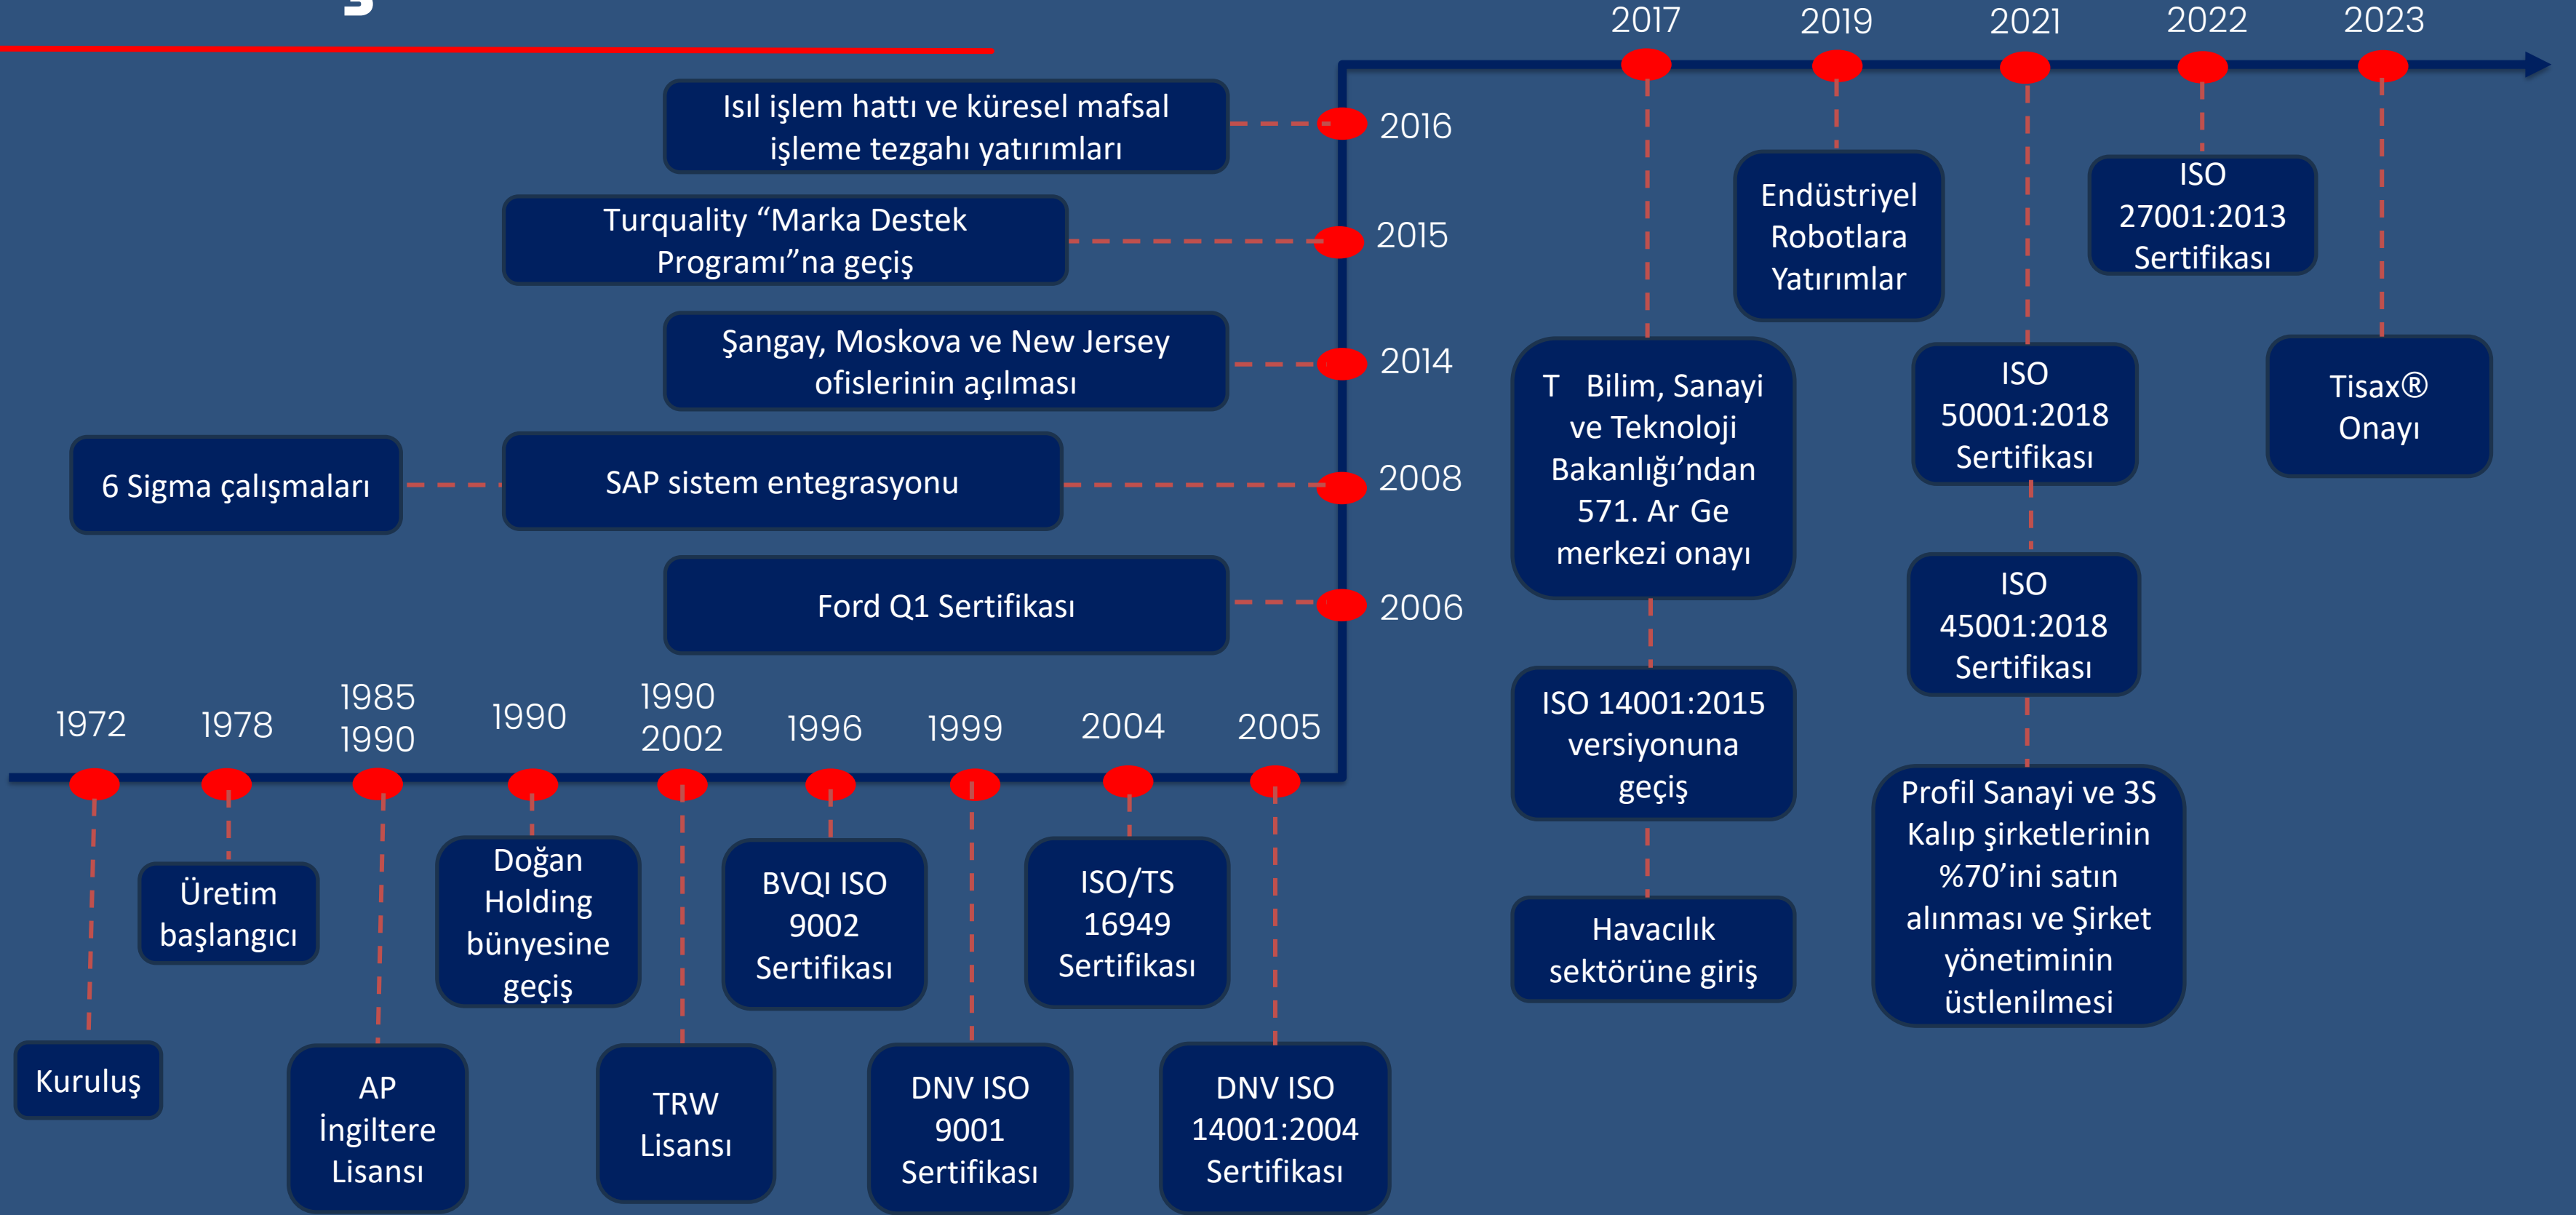 2017
2019
2021
2022
2023
Isıl işlem hattı ve küresel mafsal
işleme tezgahı yatırımları
2016
Turquality “Marka Destek
Programı”na geçiş
2015
Şangay, Moskova ve New Jersey
ofislerinin açılması
2014
6 Sigma çalışmaları
SAP sistem entegrasyonu
2008
Ford Q1 Sertifikası
2006
T Bilim, Sanayi
ve Teknoloji
Bakanlığı’ndan
571. Ar Ge
merkezi onayı
ISO 14001:2015
versiyonuna
geçiş
Havacılık
sektörüne giriş
Endüstriyel
Robotlara
Yatırımlar
ISO
50001:2018
Sertifikası
ISO
45001:2018
Sertifikası
Profil Sanayi ve 3S
Kalıp şirketlerinin
%70’ini satın
alınması ve Şirket
yönetiminin
üstlenilmesi
ISO
27001:2013
Sertifikası
Tisax®
Onayı
1972
1978
1985
1990
1990
1990
2002
1996
1999
2004
2005
Kuruluş
Üretim
başlangıcı
AP
İngiltere
Lisansı
Doğan
Holding
bünyesine
geçiş
TRW
Lisansı
BVQI ISO
9002
Sertifikası
DNV ISO
9001
Sertifikası
ISO/TS
16949
Sertifikası
DNV ISO
14001:2004
Sertifikası